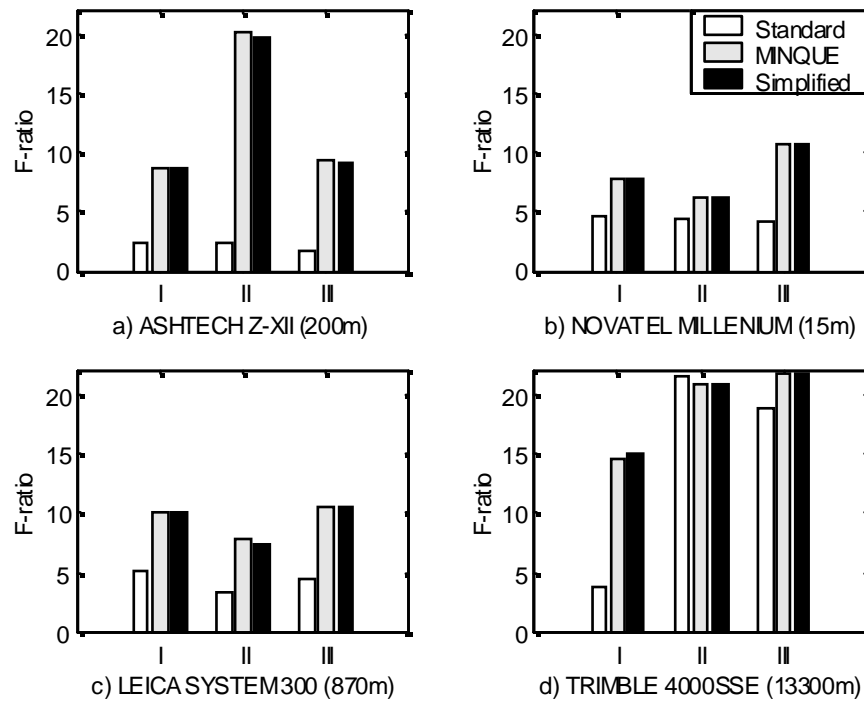 20
15
10
5
0
F-ratio
I II III
a) ASHTECH Z-XII (200m)
20
15
10
5
0
F-ratio
Standard
MINQUE
Simplified
I II III
b) NOVATEL MILLENIUM (15m)
20
15
10
5
0
F-ratio
I II III
c) LEICA SYSTEM 300 (870m)
20
15
10
5
0
F-ratio
I II III
d) TRIMBLE 4000SSE (13300m)